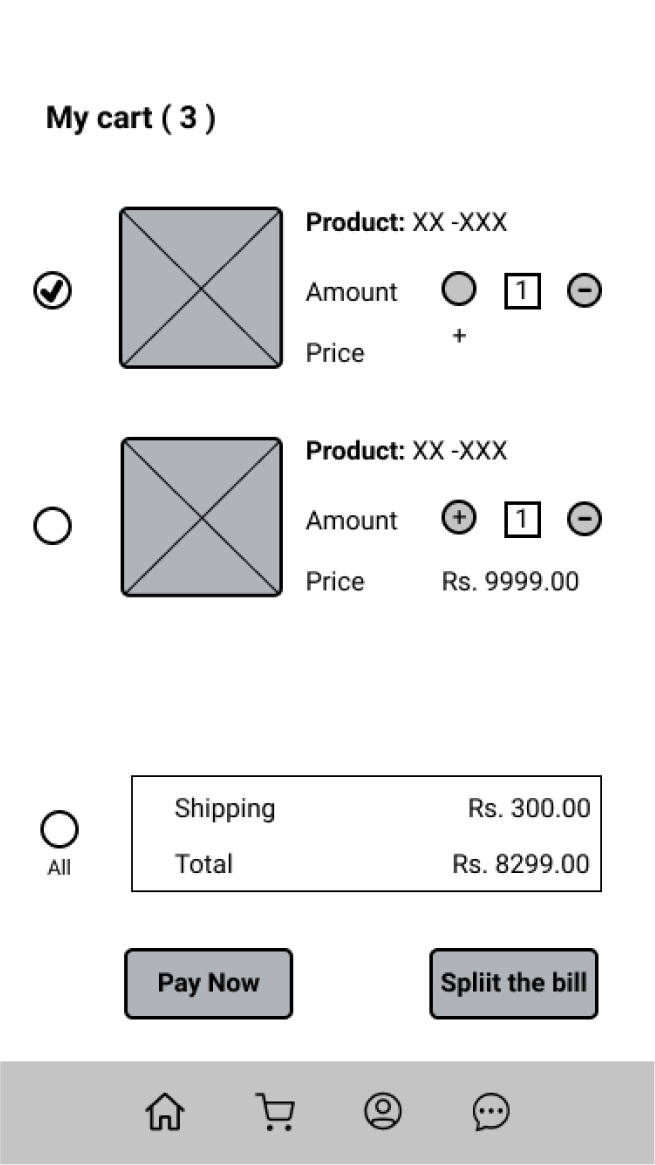 My cart ( 3 )
Product: XX -XXX
Amount 1 −
+
Price
Product: XX -XXX
Amount + 1 −
Price Rs. 9999.00
Shipping Rs. 300.00
Total Rs. 8299.00
All
Pay Now Spliit the bill